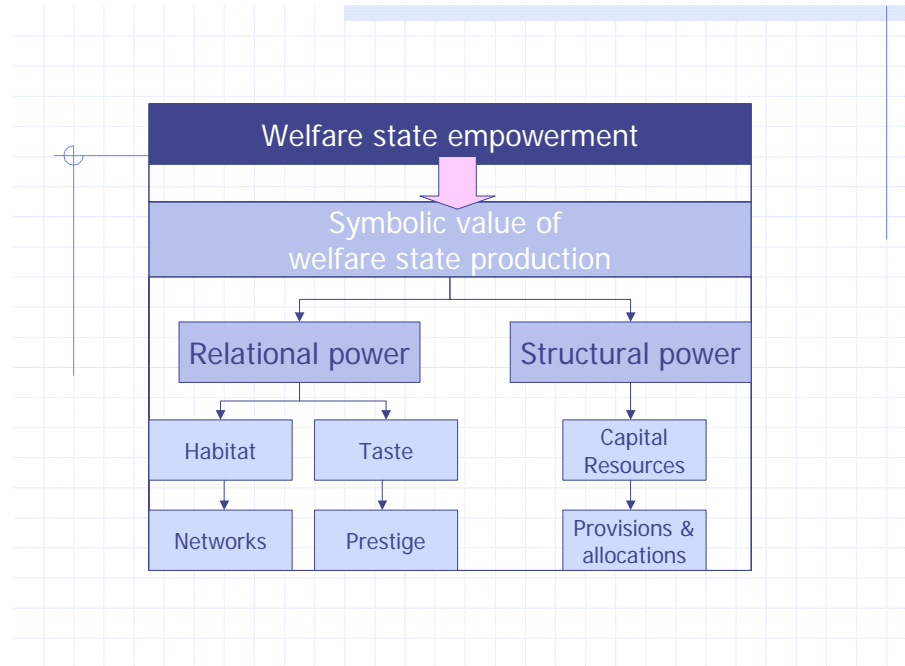 Welfare state empowerment
Symbolic value of
welfare state production
Relational power
Structural power
Habitat
Taste
Capital
Resources
Networks
Prestige
Provisions &
allocations